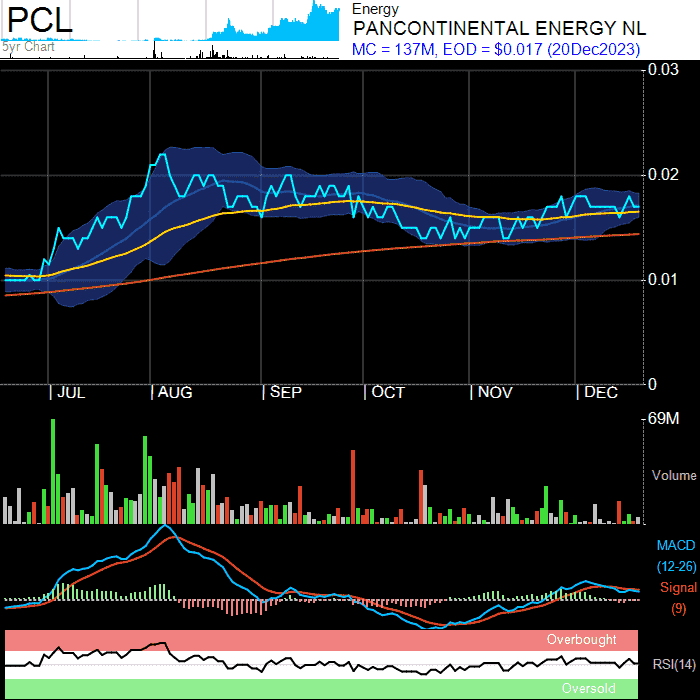 PCL
5yr Chart
Energy
PANCONTINENTAL ENERGY NL
MC = 137M, EOD = $0.017 (20Dec2023)
0.03
0.02
0.01
0
| JUL | AUG | SEP | OCT | NOV | DEC
69M
Volume
MACD
(12-26)
Signal
(9)
Overbought
RSI(14)
Oversold